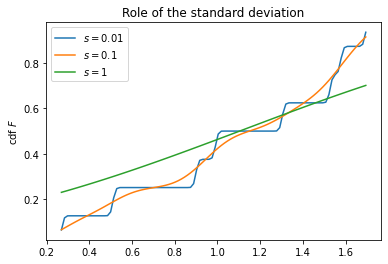 Role of the standard deviation
s = 0.01
s = 0.1
s = 1
cdf F
0.8
0.6
0.4
0.2
0.2 0.4 0.6 0.8 1.0 1.2 1.4 1.6